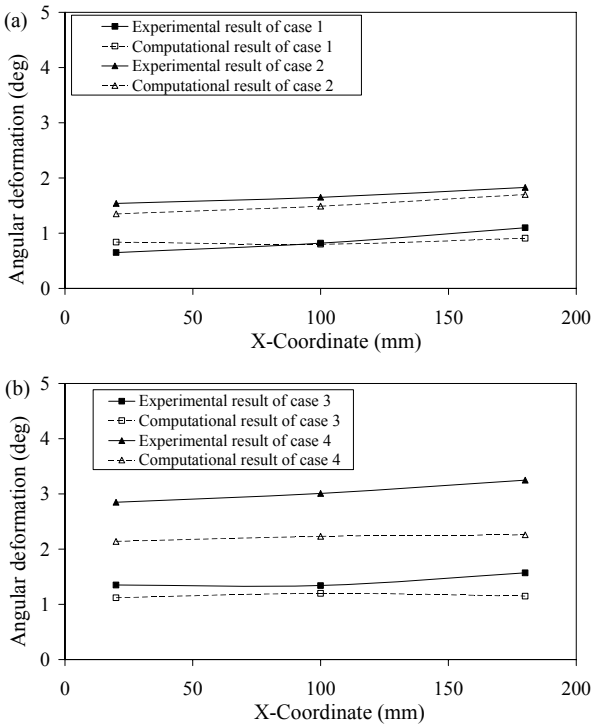 (a)
Angular deformation (deg)
5
4
3
2
1
0
Experimental result of case 1
Computational result of case 1
Experimental result of case 2
Computational result of case 2
0 50 100 150 200
X-Coordinate (mm)
(b)
Angular deformation (deg)
5
4
3
2
1
0
Experimental result of case 3
Computational result of case 3
Experimental result of case 4
Computational result of case 4
0 50 100 150 200
X-Coordinate (mm)